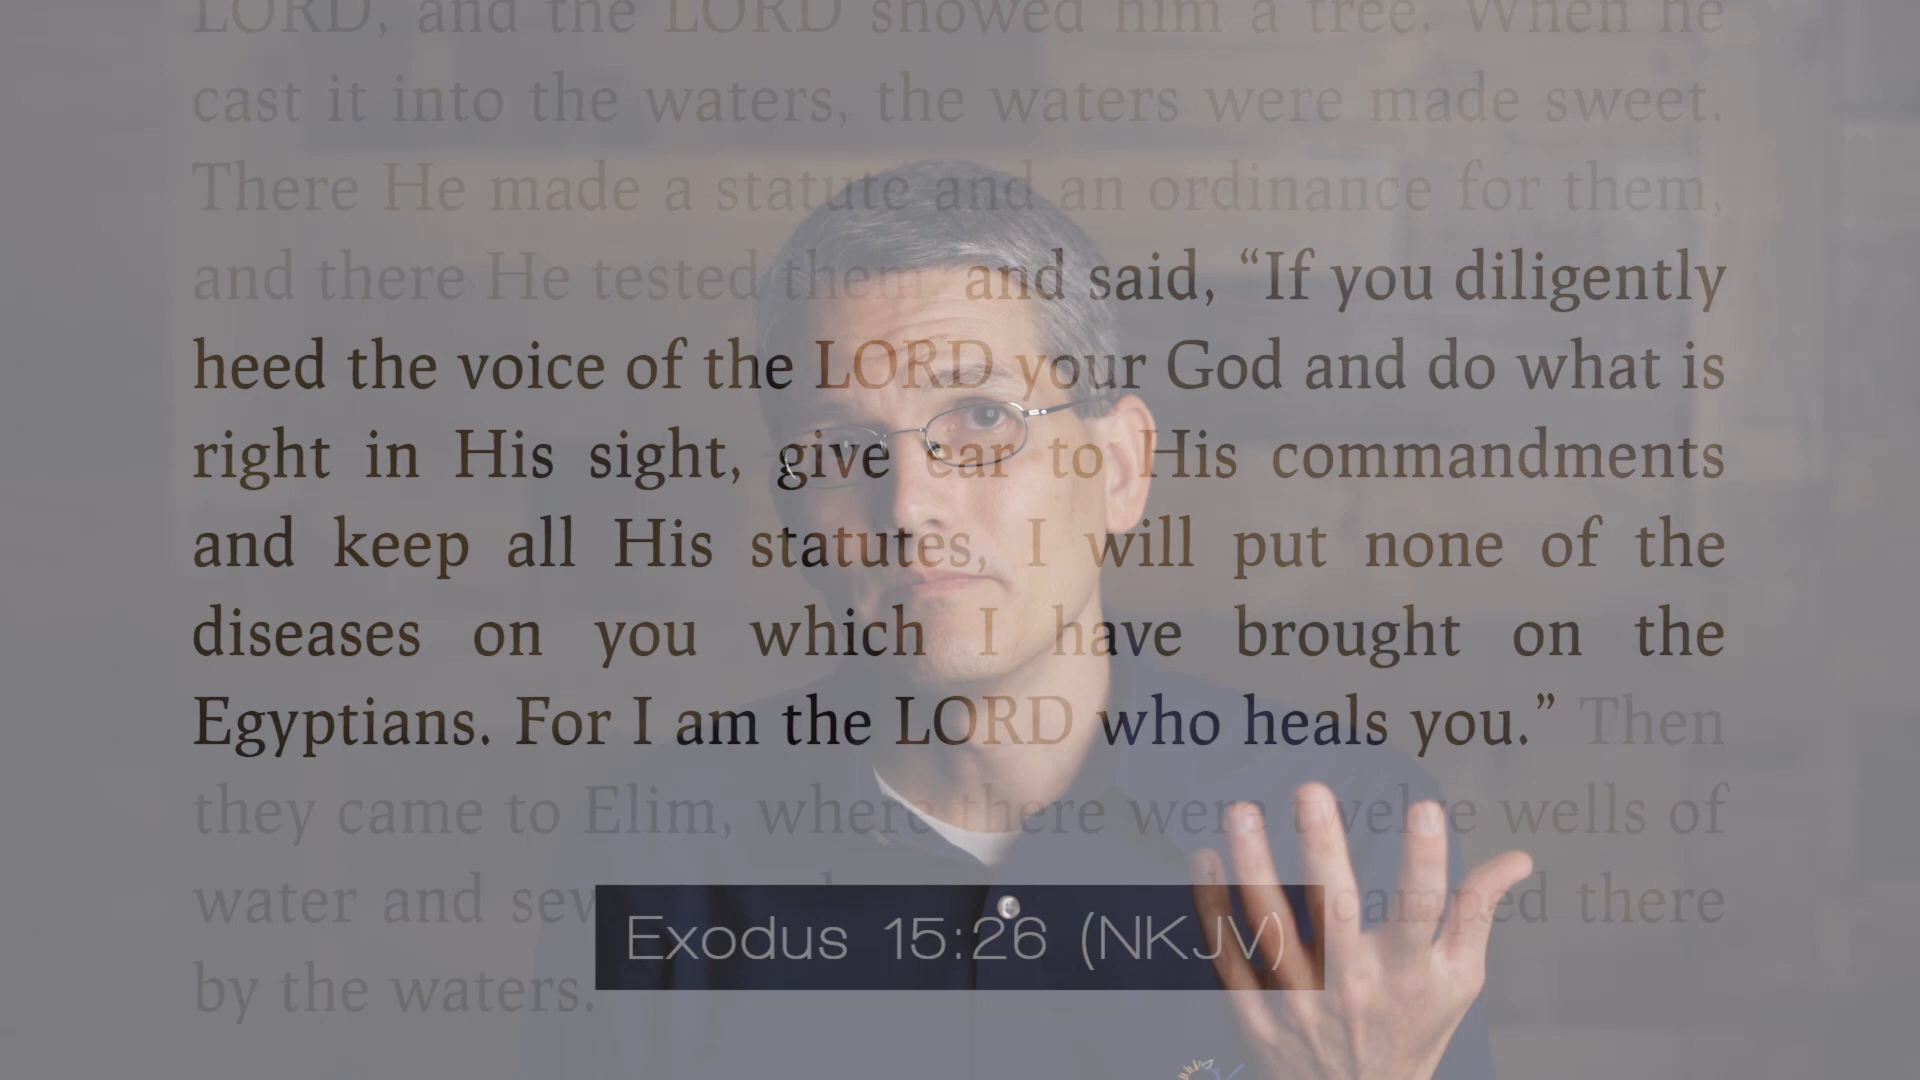 LORD, and the LORD showed him a tree. When he
cast it into the waters, the waters were made sweet.
There He made a statute and an ordinance for them,
and there He tested them, and said, “If you diligently
heed the voice of the LORD your God and do what is
right in His sight, give ear to His commandments
and keep all His statutes, I will put none of the
diseases on you which I have brought on the
Egyptians. For I am the LORD who heals you.” Then
they came to Elim, where there were twelve wells of
water and camped there
by the waters.
Exodus 15:26 (NKJV)